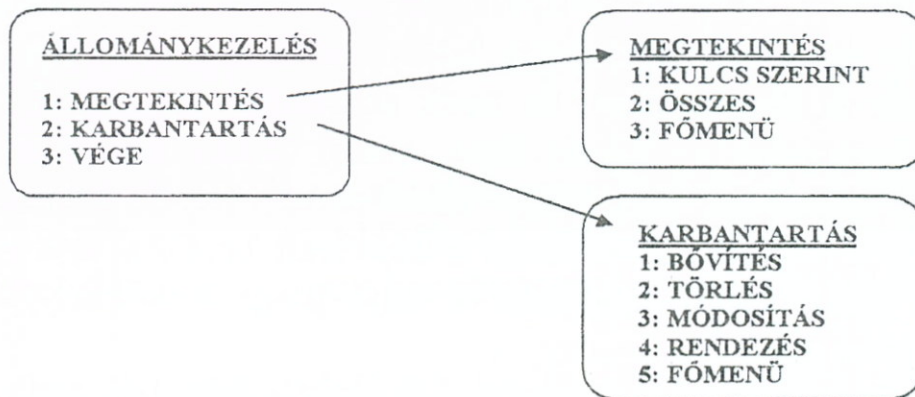 ÁLLOMÁNYKEZELÉS
1: MEGTEKINTÉS
2: KARBANTARTÁS
3: VÉGE
MEGTEKINTÉS
1: KULCS SZERINT
2: ÖSSZES
3: FŐMENÜ
KARBANTARTÁS
1: BŐVÍTÉS
2: TÖRLÉS
3: MÓDOSÍTÁS
4: RENDEZÉS
5: FŐMENÜ